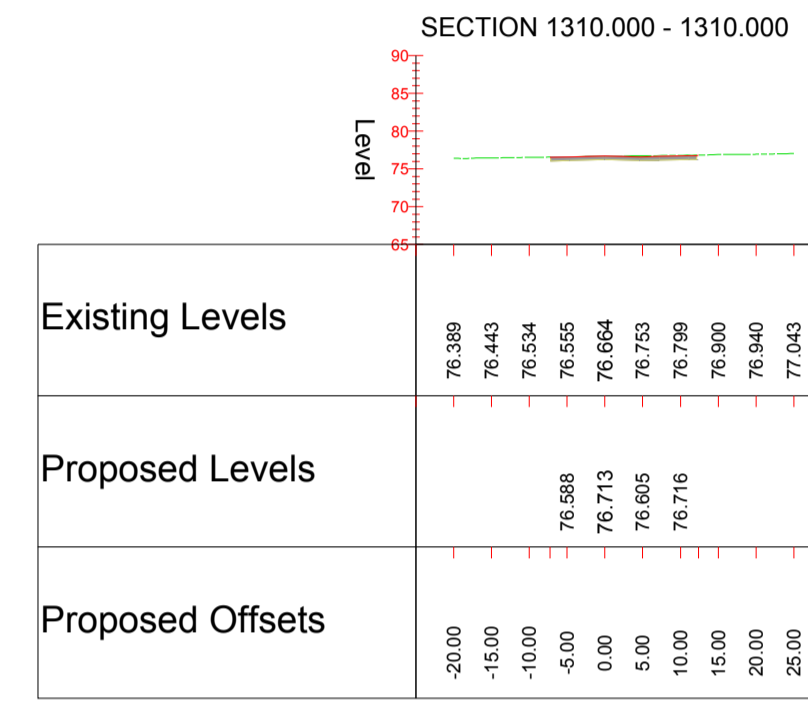 SECTION 1310.000 - 1310.000
90
85
80
75
70
65
Level
Existing Levels
76.389 76.443 76.534 76.555 76.664 76.753 76.799 76.900 76.940 77.043
Proposed Levels
76.588 76.713 76.605 76.716
Proposed Offsets
-20.00 -15.00 -10.00 -5.00 0.00 5.00 10.00 15.00 20.00 25.00